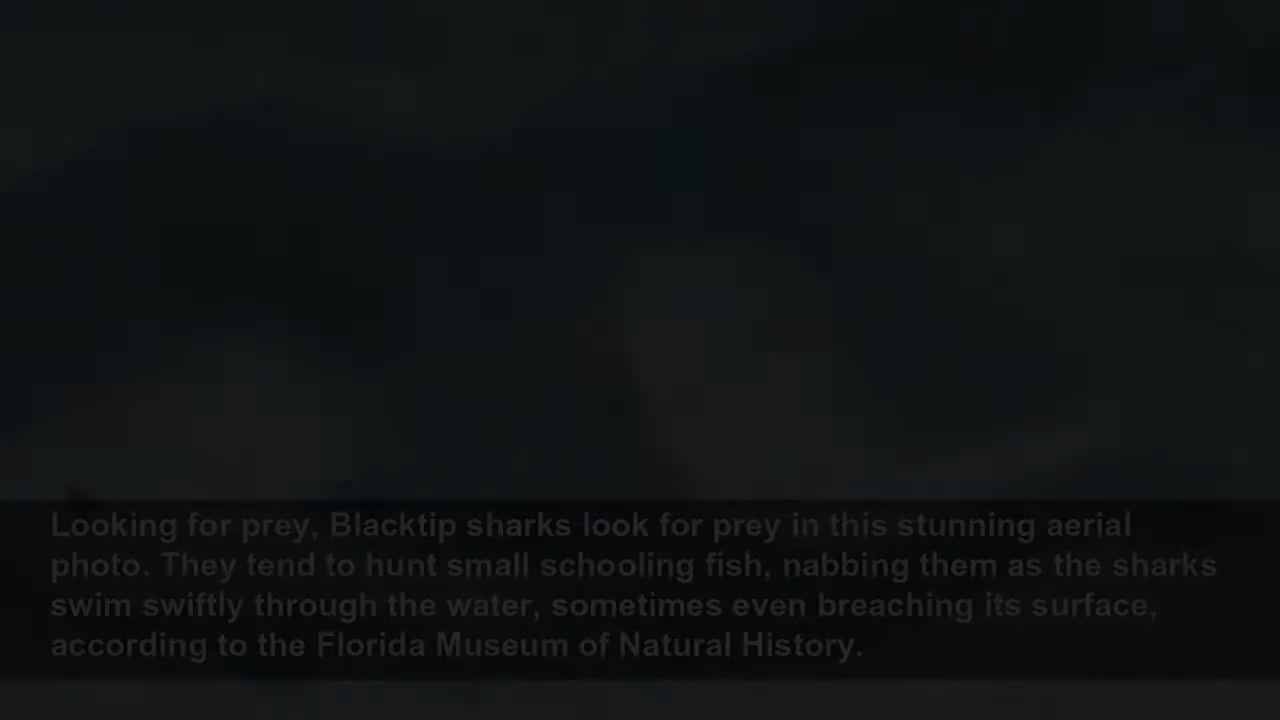 Looking for prey, Blacktip sharks look for prey in this stunning aerial
photo. They tend to hunt small schooling fish, nabbing them as the sharks
swim swiftly through the water, sometimes even breaching its surface,
according to the Florida Museum of Natural History.